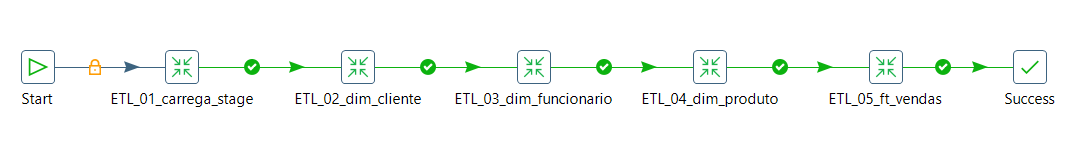 Start
ETL_01_carrega_stage
ETL_02_dim_cliente
ETL_03_dim_funcionario
ETL_04_dim_produto
ETL_05_ft_vendas
Success